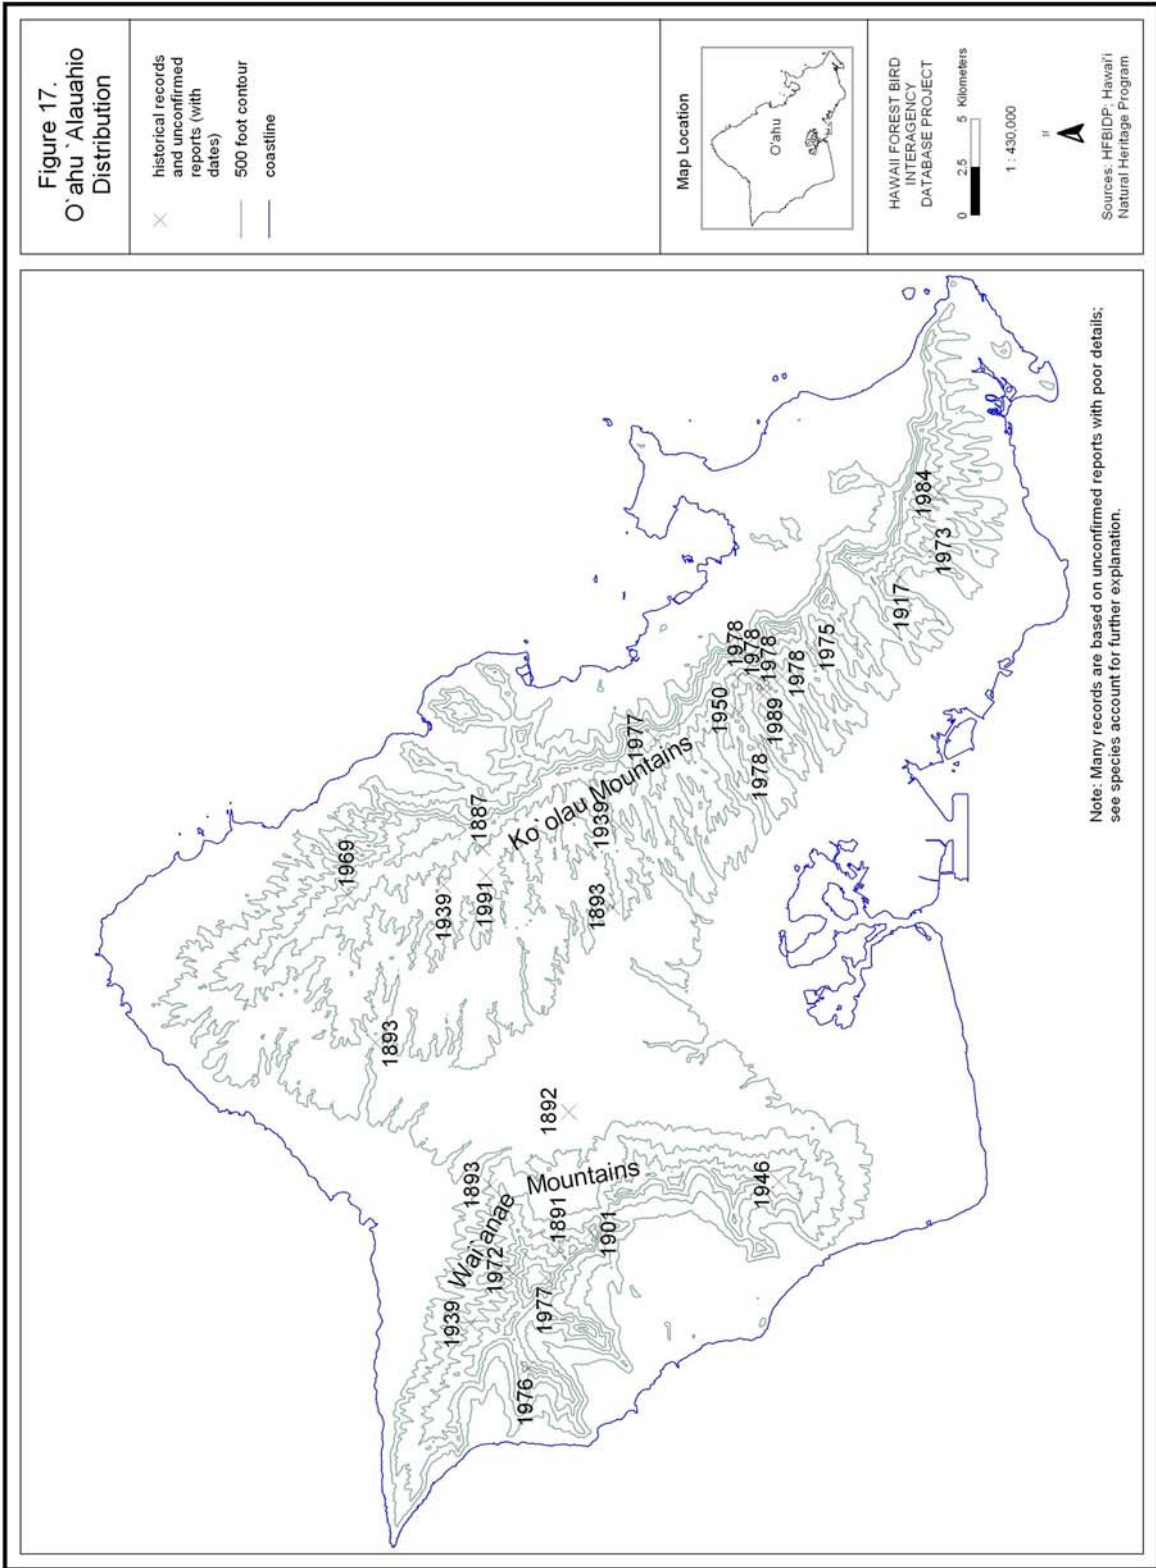 Figure 17.
O`ahu `Alauahio
Distribution
historical records
and unconfirmed
reports (with
dates)
500 foot contour
coastline
Map Location
O'ahu
HAWAII FOREST BIRD
INTERAGENCY
DATABASE PROJECT
0 2.5 5 Kilometers
1 : 430,000
Sources: HFBIDP; Hawai'i
Natural Heritage Program
1969
1893
1939
1939
1893
1887
1991
Wai`anae Mountains
1972
1976
1977
1892
1891
1893
1939
Ko`olau Mountains
1901
1977
1950
1978
1978
1978
1946
1978
1989
1978
1975
1917
1984
1973
Note: Many records are based on unconfirmed reports with poor details;
see species account for further explanation.